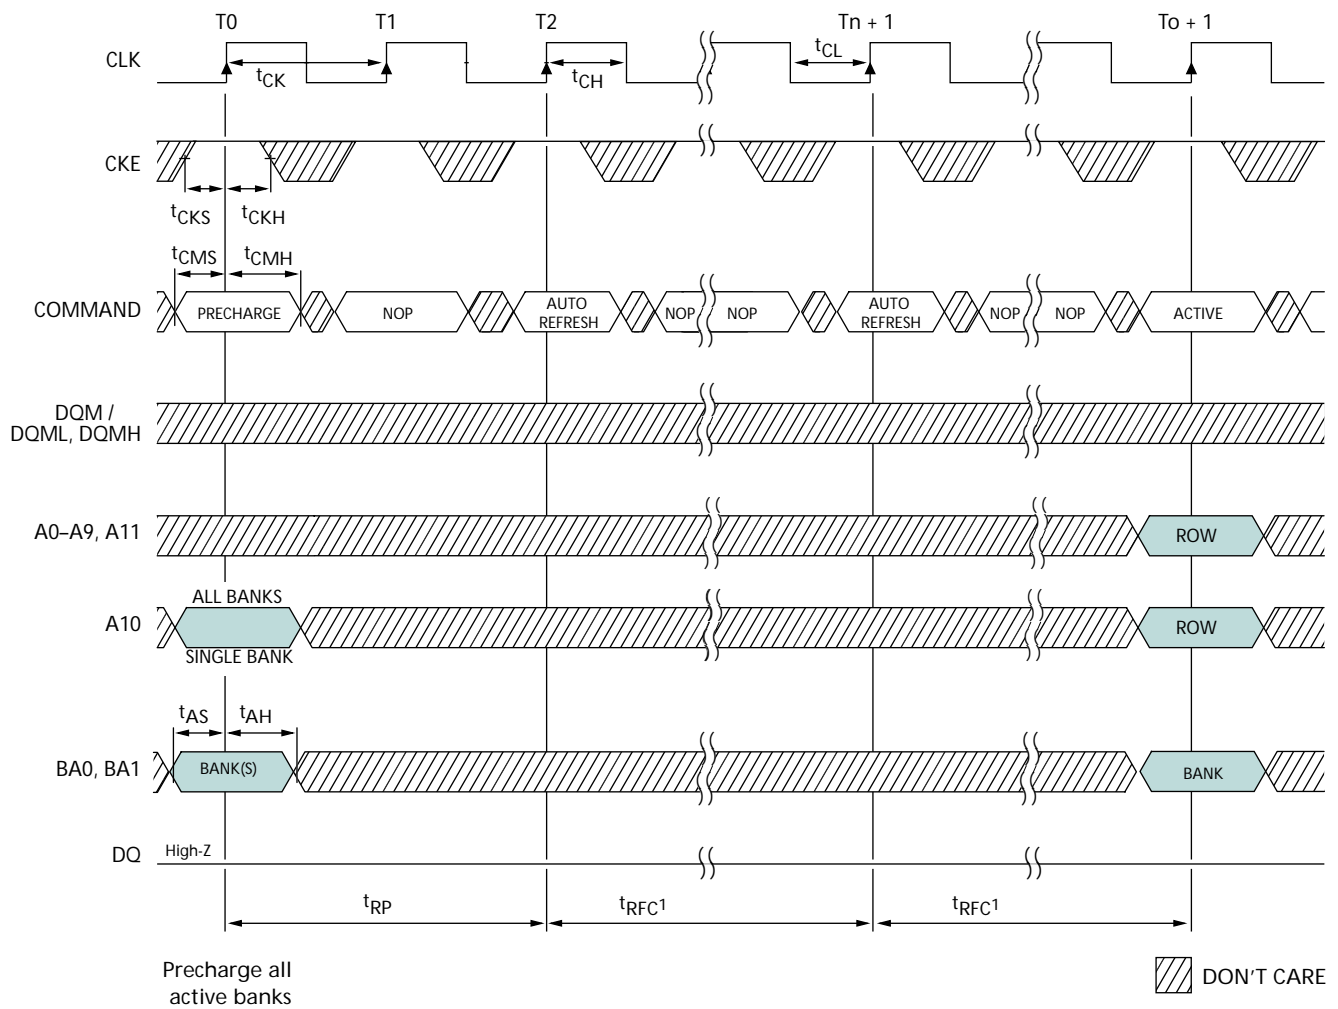 T0 T1 T2 Tn + 1 To + 1
CLK
tCK
tCH
tCL
CKE
tCKS tCKH
tCMS tCMH
COMMAND
PRECHARGE
NOP
AUTO
REFRESH
NOP
NOP
AUTO
REFRESH
NOP
NOP
ACTIVE
DQM /
DQML, DQMH
A0–A9, A11
ROW
ALL BANKS
A10
ROW
SINGLE BANK
tAS tAH
BA0, BA1
BANK(S)
BANK
DQ
High-Z
tRP
tRFC1
tRFC1
Precharge all
active banks
DON'T CARE